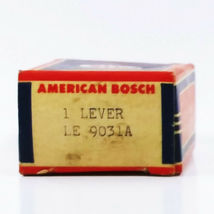 AMERICAN BOSCH
1 LEVER
LE 9031A